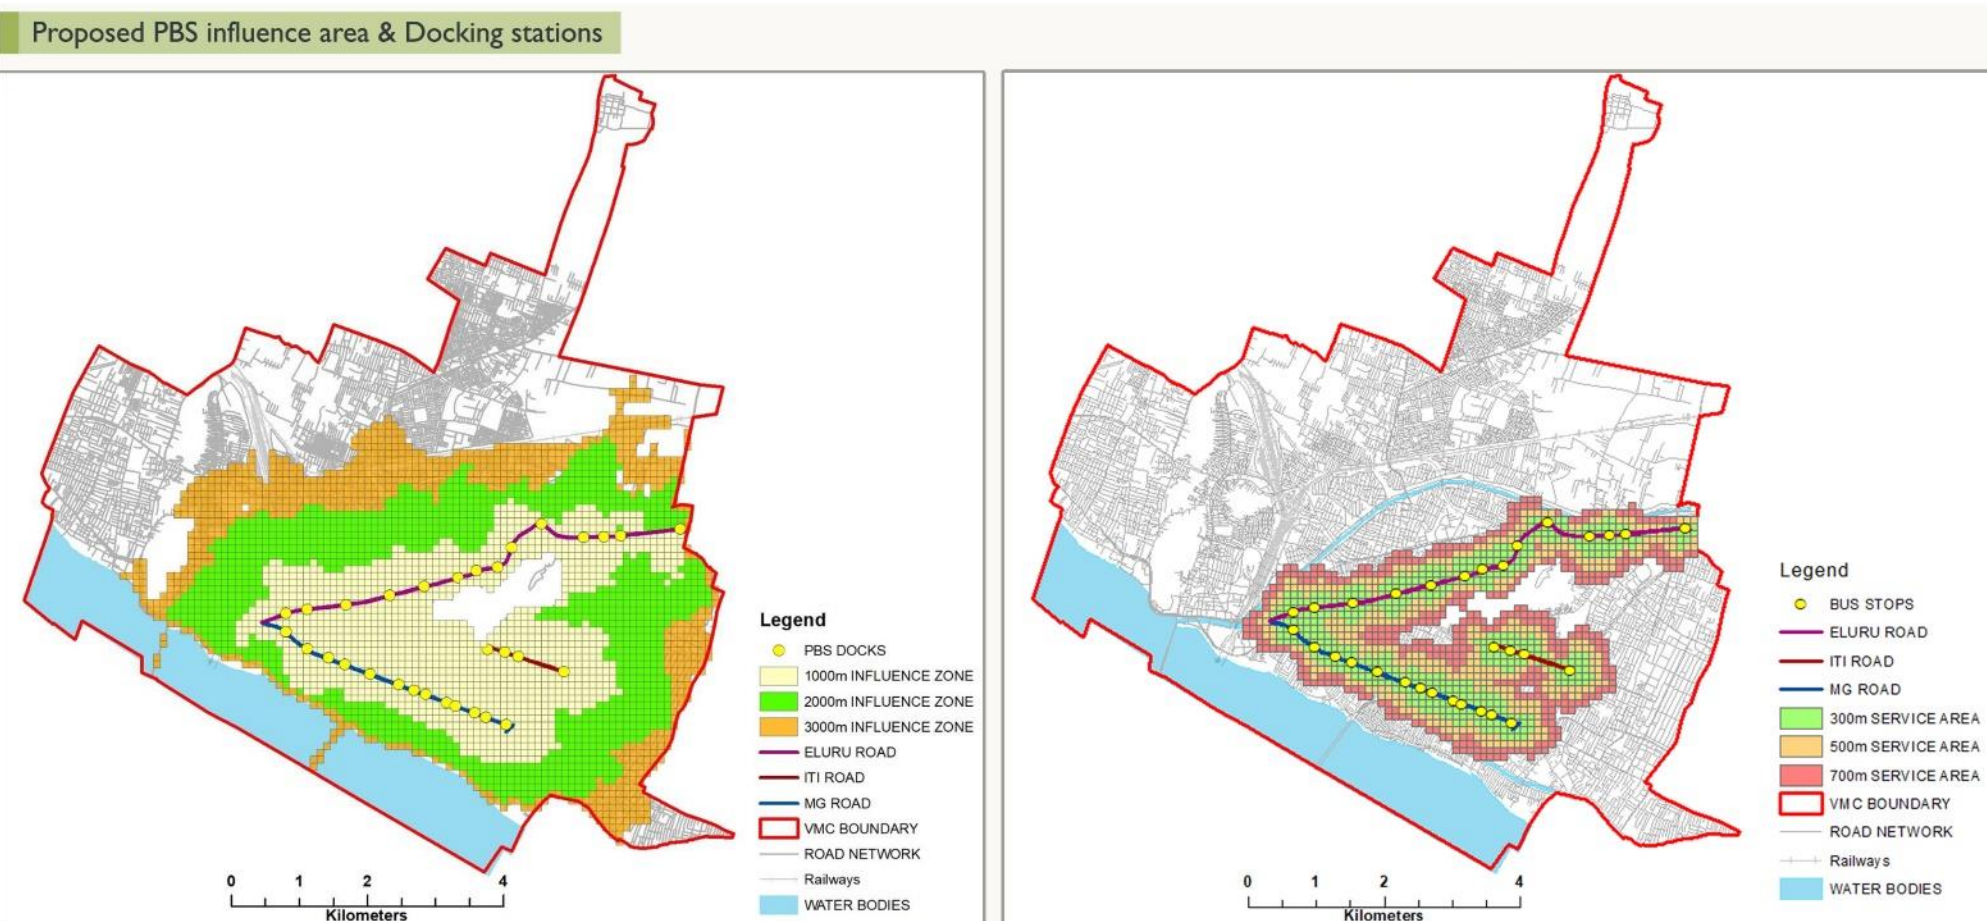 Proposed PBS influence area & Docking stations
Legend
PBS DOCKS
1000m INFLUENCE ZONE
2000m INFLUENCE ZONE
3000m INFLUENCE ZONE
ELURU ROAD
ITI ROAD
MG ROAD
VMC BOUNDARY
ROAD NETWORK
Railways
WATER BODIES
0 1 2 4
Kilometers
Legend
BUS STOPS
ELURU ROAD
ITI ROAD
MG ROAD
300m SERVICE AREA
500m SERVICE AREA
700m SERVICE AREA
VMC BOUNDARY
ROAD NETWORK
Railways
WATER BODIES
0 1 2 4
Kilometers